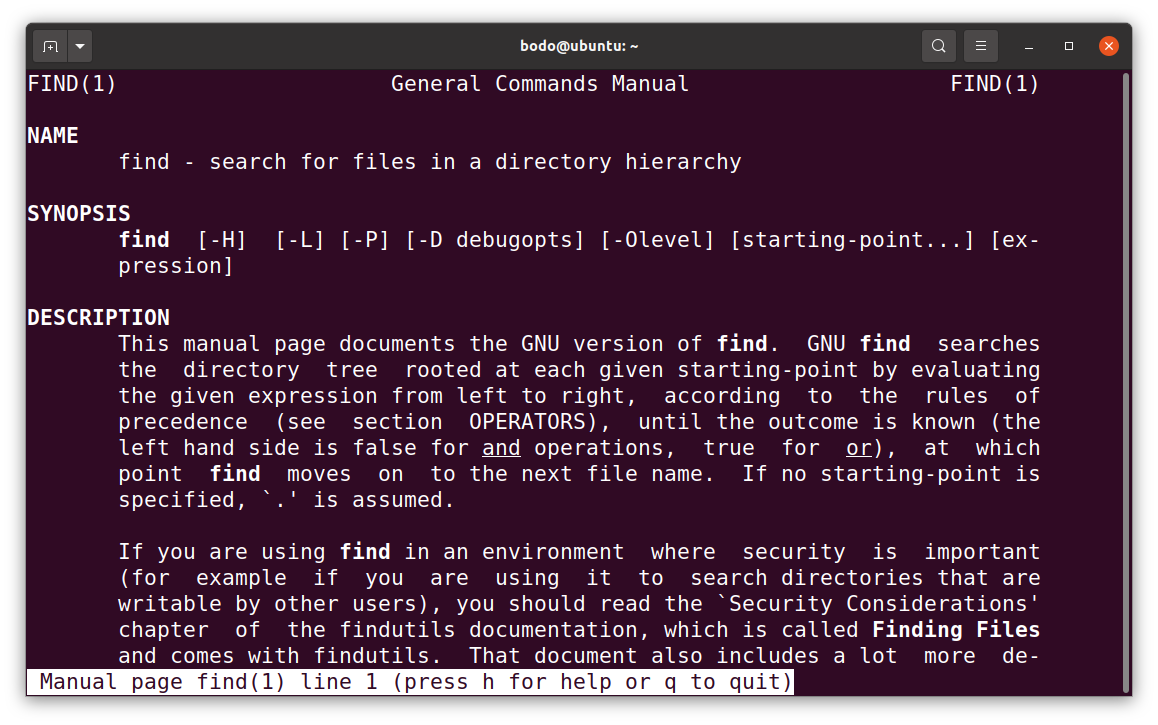 bodo@ubuntu: ~
FIND(1) General Commands Manual FIND(1)
NAME
find - search for files in a directory hierarchy
SYNOPSIS
find [-H] [-L] [-P] [-D debugopts] [-Olevel] [starting-point...] [ex-
pression]
DESCRIPTION
This manual page documents the GNU version of find. GNU find searches
the directory tree rooted at each given starting-point by evaluating
the given expression from left to right, according to the rules of
precedence (see section OPERATORS), until the outcome is known (the
left hand side is false for and operations, true for or), at which
point find moves on to the next file name. If no starting-point is
specified, `.' is assumed.
If you are using find in an environment where security is important
(for example if you are using it to search directories that are
writable by other users), you should read the `Security Considerations'
chapter of the findutils documentation, which is called Finding Files
and comes with findutils. That document also includes a lot more de-
Manual page find(1) line 1 (press h for help or q to quit)